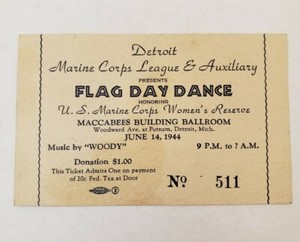 Detroit
Marine Corps League & Auxiliary
PRESENTS
FLAG DAY DANCE
HONORING
U. S. Marine Corps Women's Reserve
MACCABEES BUILDING BALLROOM
Woodward Ave. at Putnam, Detroit, Mich.
JUNE 14, 1944
Music by "WOODY" 9 P.M. to ? A.M.
Donation $1.00
This Ticket Admits One on payment
of 20c Fed. Tax at Door
No. 511